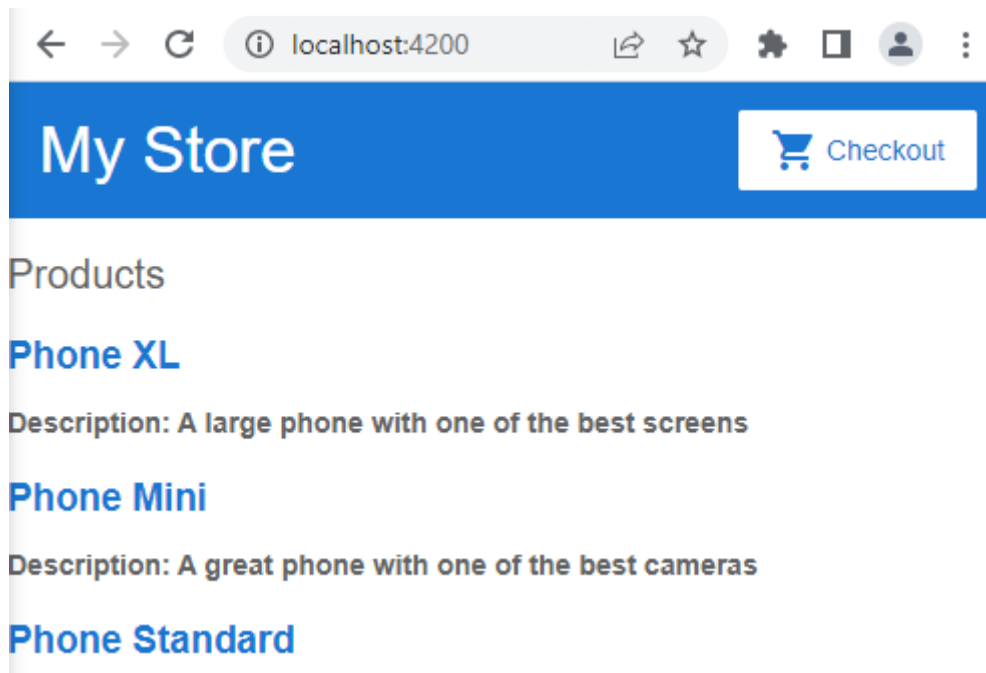 localhost:4200
My Store
Checkout
Products
Phone XL
Description: A large phone with one of the best screens
Phone Mini
Description: A great phone with one of the best cameras
Phone Standard